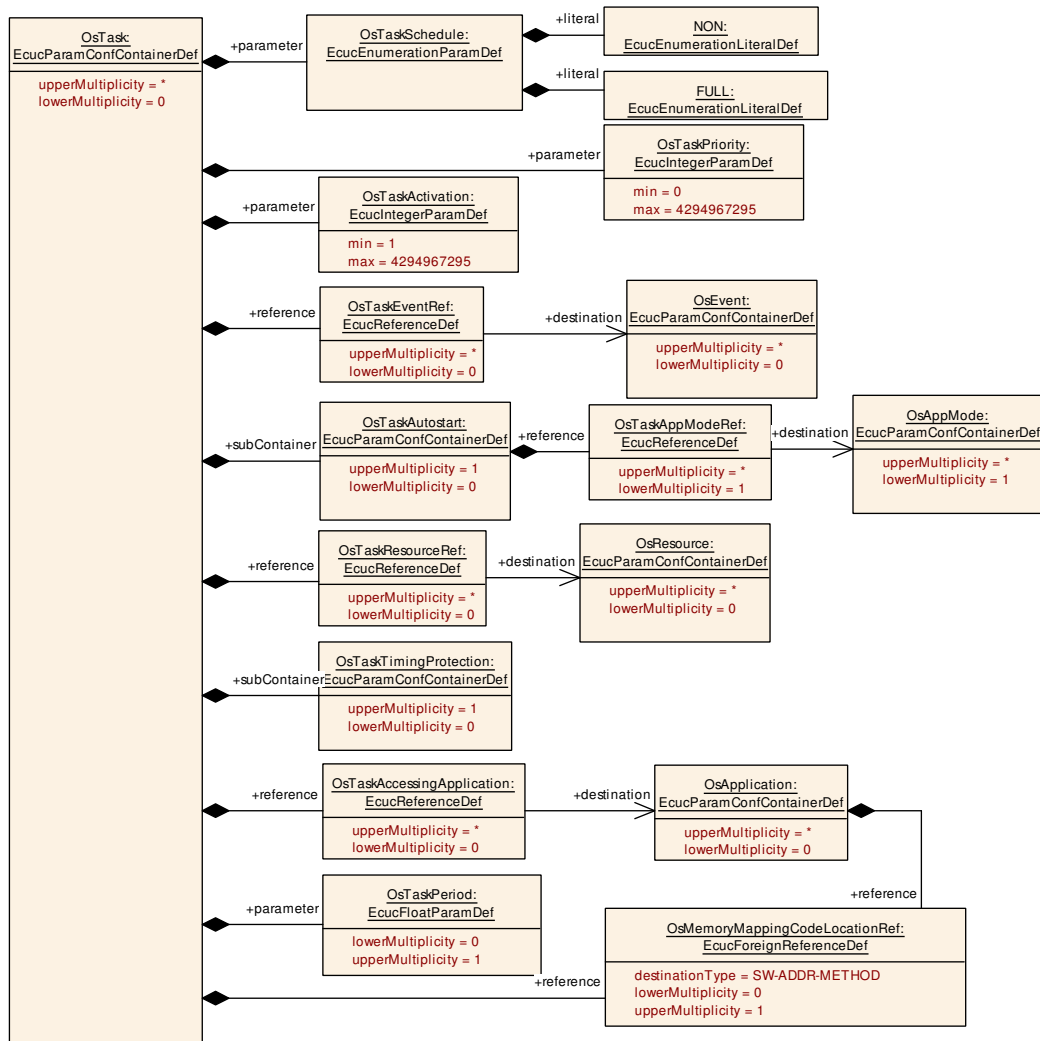 OsTask:
EcucParamConfContainerDef
upperMultiplicity = *
lowerMultiplicity = 0
+parameter
OsTaskSchedule:
EcucEnumerationParamDef
+literal
NON:
EcucEnumerationLiteralDef
+literal
FULL:
EcucEnumerationLiteralDef
+parameter
OsTaskPriority:
EcucIntegerParamDef
min = 0
max = 4294967295
+parameter
OsTaskActivation:
EcucIntegerParamDef
min = 1
max = 4294967295
+reference
OsTaskEventRef:
EcucReferenceDef
upperMultiplicity = *
lowerMultiplicity = 0
+destination
OsEvent:
EcucParamConfContainerDef
upperMultiplicity = *
lowerMultiplicity = 0
+subContainer
OsTaskAutostart:
EcucParamConfContainerDef
upperMultiplicity = 1
lowerMultiplicity = 0
+reference
OsTaskAppModeRef:
EcucReferenceDef
upperMultiplicity = *
lowerMultiplicity = 1
+destination
OsAppMode:
EcucParamConfContainerDef
upperMultiplicity = *
lowerMultiplicity = 1
+reference
OsTaskResourceRef:
EcucReferenceDef
upperMultiplicity = *
lowerMultiplicity = 0
+destination
OsResource:
EcucParamConfContainerDef
upperMultiplicity = *
lowerMultiplicity = 0
+subContainer
OsTaskTimingProtection:
EcucParamConfContainerDef
upperMultiplicity = 1
lowerMultiplicity = 0
+reference
OsTaskAccessingApplication:
EcucReferenceDef
upperMultiplicity = *
lowerMultiplicity = 0
+destination
OsApplication:
EcucParamConfContainerDef
upperMultiplicity = *
lowerMultiplicity = 0
+reference
+parameter
OsTaskPeriod:
EcucFloatParamDef
lowerMultiplicity = 0
upperMultiplicity = 1
+reference
OsMemoryMappingCodeLocationRef:
EcucForeignReferenceDef
destinationType = SW-ADDR-METHOD
lowerMultiplicity = 0
upperMultiplicity = 1